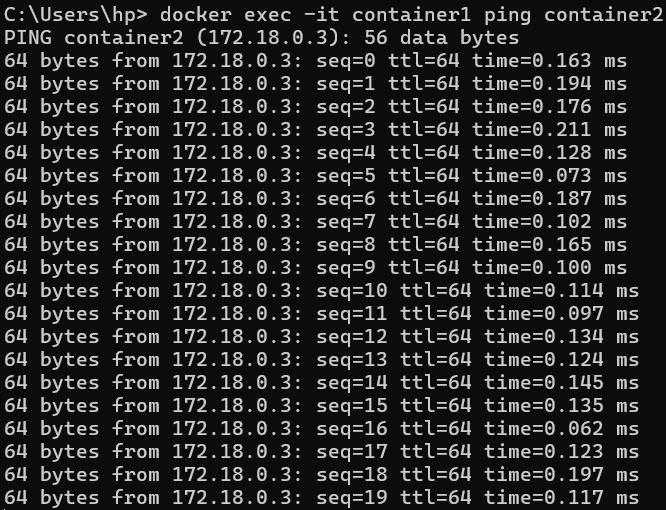 C:\Users\hp> docker exec -it container1 ping container2
PING container2 (172.18.0.3): 56 data bytes
64 bytes from 172.18.0.3: seq=0 ttl=64 time=0.163 ms
64 bytes from 172.18.0.3: seq=1 ttl=64 time=0.194 ms
64 bytes from 172.18.0.3: seq=2 ttl=64 time=0.176 ms
64 bytes from 172.18.0.3: seq=3 ttl=64 time=0.211 ms
64 bytes from 172.18.0.3: seq=4 ttl=64 time=0.128 ms
64 bytes from 172.18.0.3: seq=5 ttl=64 time=0.073 ms
64 bytes from 172.18.0.3: seq=6 ttl=64 time=0.187 ms
64 bytes from 172.18.0.3: seq=7 ttl=64 time=0.102 ms
64 bytes from 172.18.0.3: seq=8 ttl=64 time=0.165 ms
64 bytes from 172.18.0.3: seq=9 ttl=64 time=0.100 ms
64 bytes from 172.18.0.3: seq=10 ttl=64 time=0.114 ms
64 bytes from 172.18.0.3: seq=11 ttl=64 time=0.097 ms
64 bytes from 172.18.0.3: seq=12 ttl=64 time=0.134 ms
64 bytes from 172.18.0.3: seq=13 ttl=64 time=0.124 ms
64 bytes from 172.18.0.3: seq=14 ttl=64 time=0.145 ms
64 bytes from 172.18.0.3: seq=15 ttl=64 time=0.135 ms
64 bytes from 172.18.0.3: seq=16 ttl=64 time=0.062 ms
64 bytes from 172.18.0.3: seq=17 ttl=64 time=0.123 ms
64 bytes from 172.18.0.3: seq=18 ttl=64 time=0.197 ms
64 bytes from 172.18.0.3: seq=19 ttl=64 time=0.117 ms